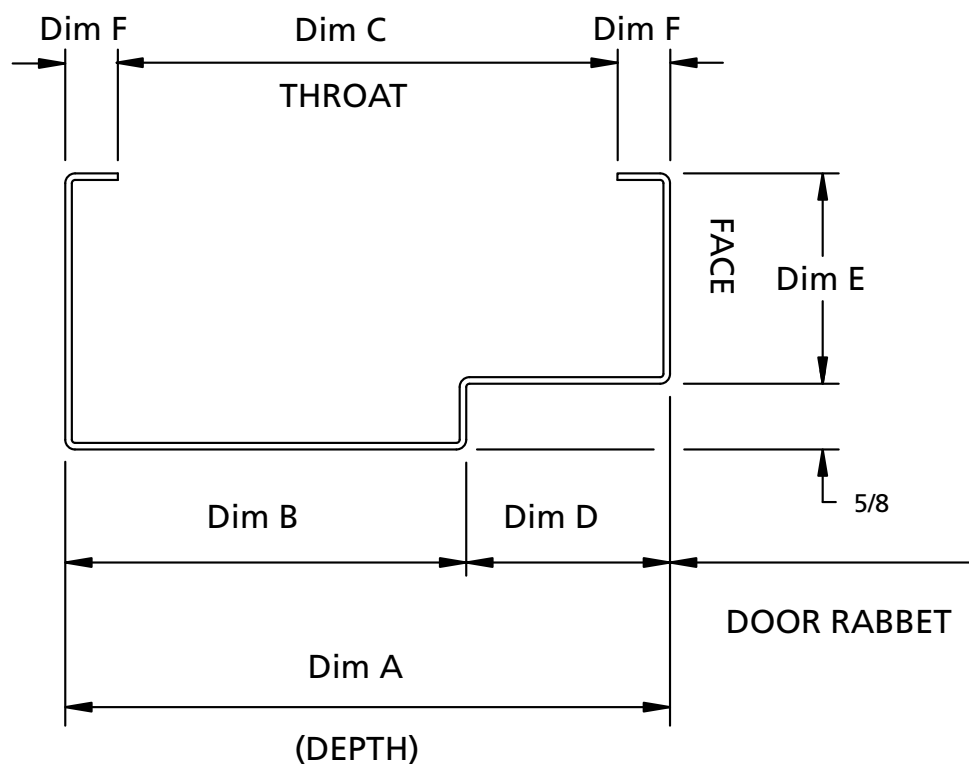 Dim F
Dim C
Dim F
THROAT
FACE
Dim E
5/8
Dim B
Dim D
DOOR RABBET
Dim A
(DEPTH)